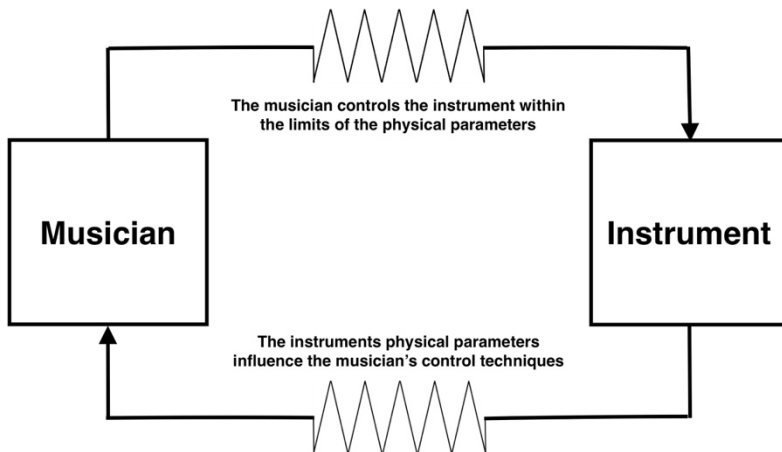 The musician controls the instrument within
the limits of the physical parameters
Musician
Instrument
The instruments physical parameters
influence the musician’s control techniques